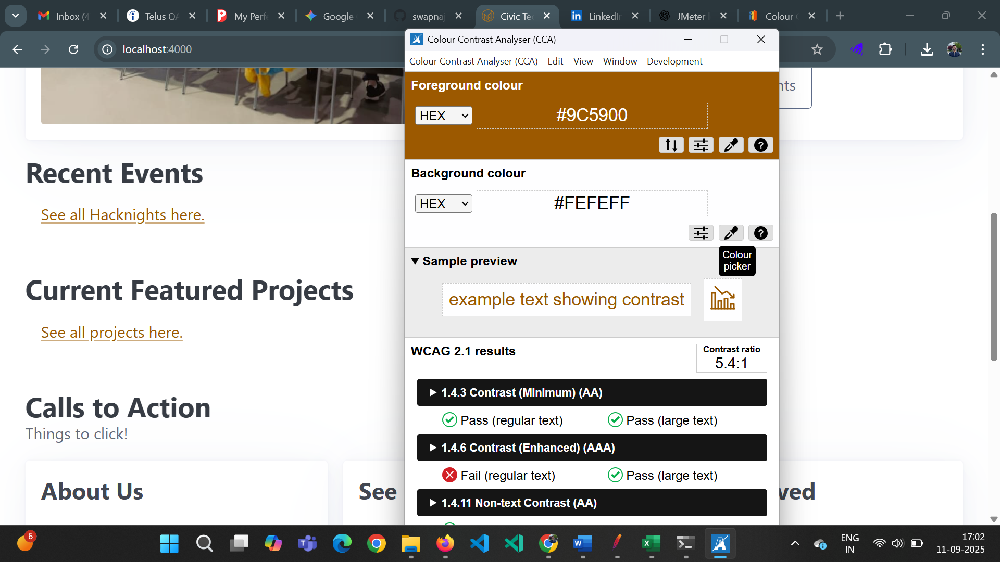 Inbox (4
Telus QA
My Perf
Google
swapnaj
Civic Tec
LinkedIn
JMeter
Colour
localhost:4000
Colour Contrast Analyser (CCA)
Colour Contrast Analyser (CCA) Edit View Window Development
Foreground colour
HEX
#9C5900
?
Background colour
HEX
#FEFEFF
?
Colour
picker
Sample preview
example text showing contrast
WCAG 2.1 results
Contrast ratio
5.4:1
1.4.3 Contrast (Minimum) (AA)
Pass (regular text) Pass (large text)
1.4.6 Contrast (Enhanced) (AAA)
Fail (regular text) Pass (large text)
1.4.11 Non-text Contrast (AA)
nts
Recent Events
See all Hacknights here.
Current Featured Projects
See all projects here.
Calls to Action
Things to click!
About Us
See
ved
6
ENG
IN
17:02
11-09-2025